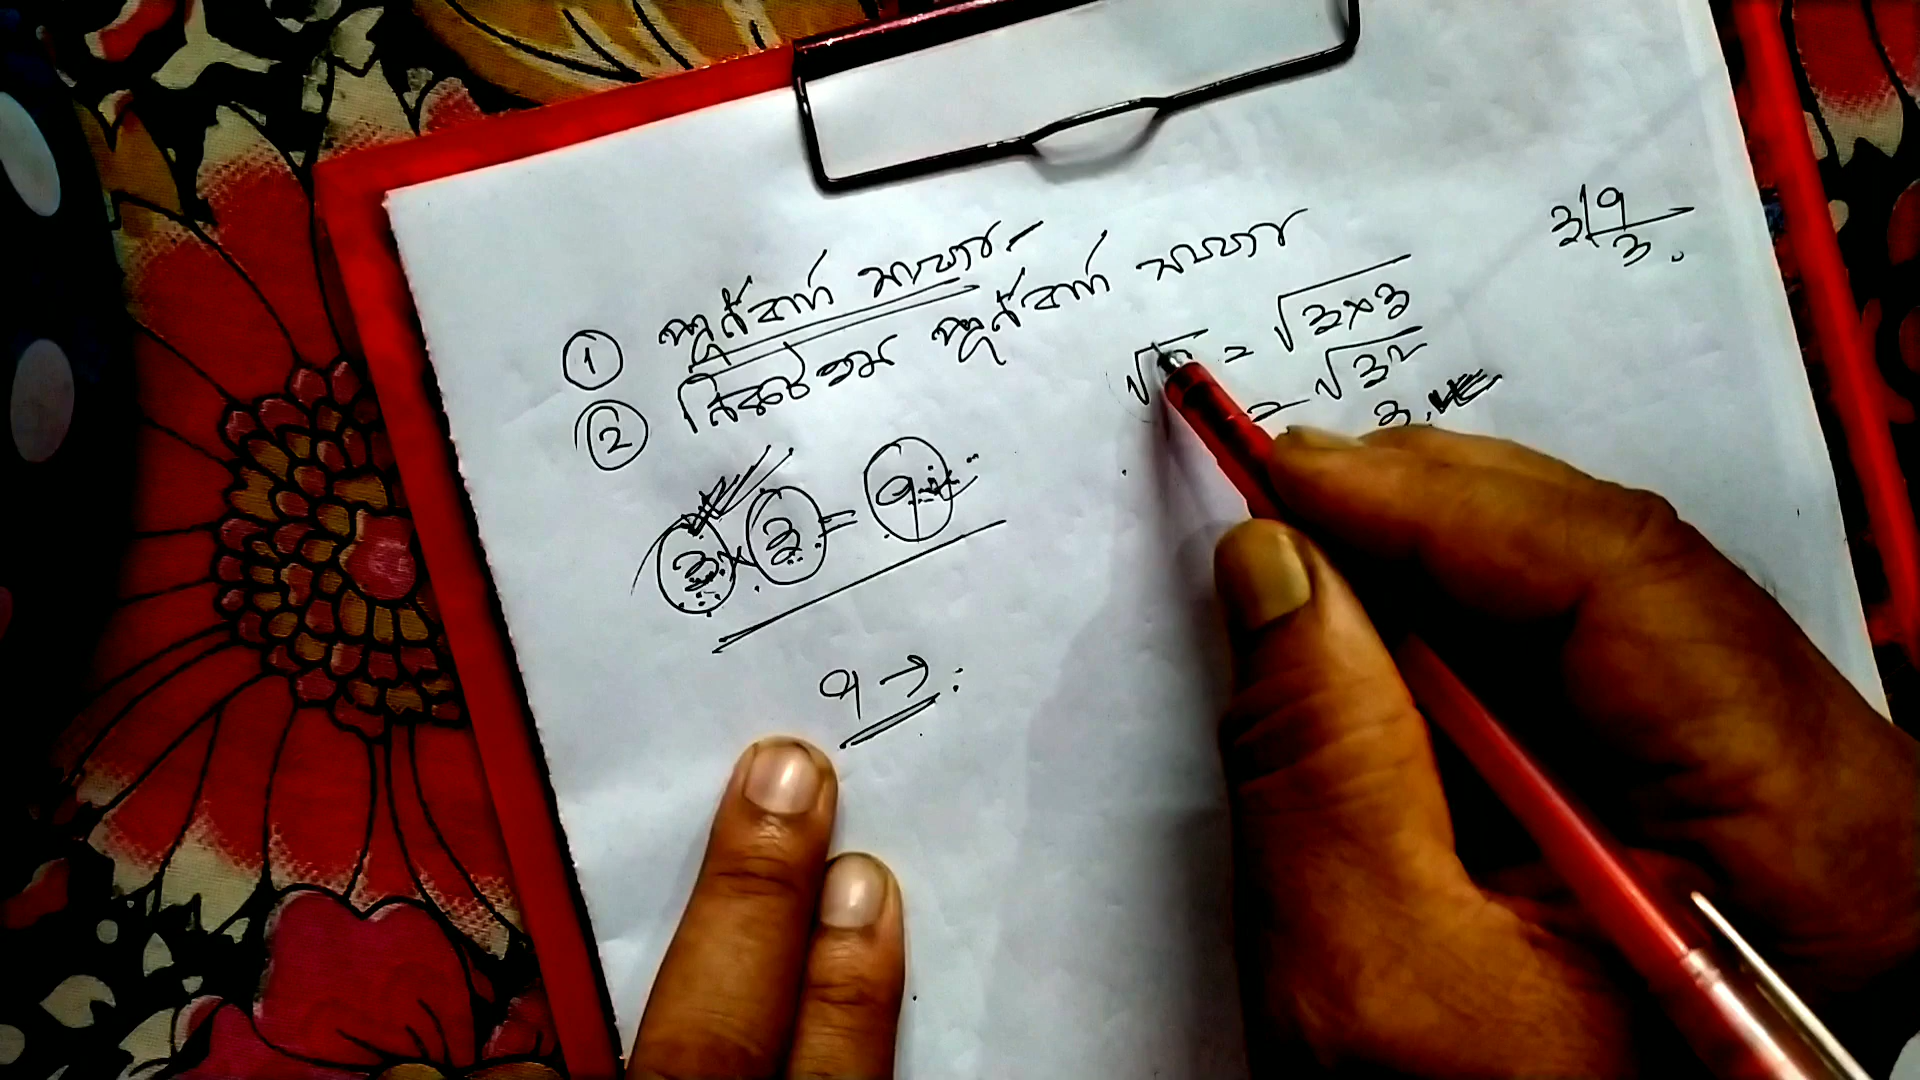 ① পূর্ণবর্গ সংখ্যা
② নিকটতম পূর্ণবর্গ সংখ্যা
3 × 3 = 9
9 →:
√ = √3×3
= √3²
3
3|9
3.